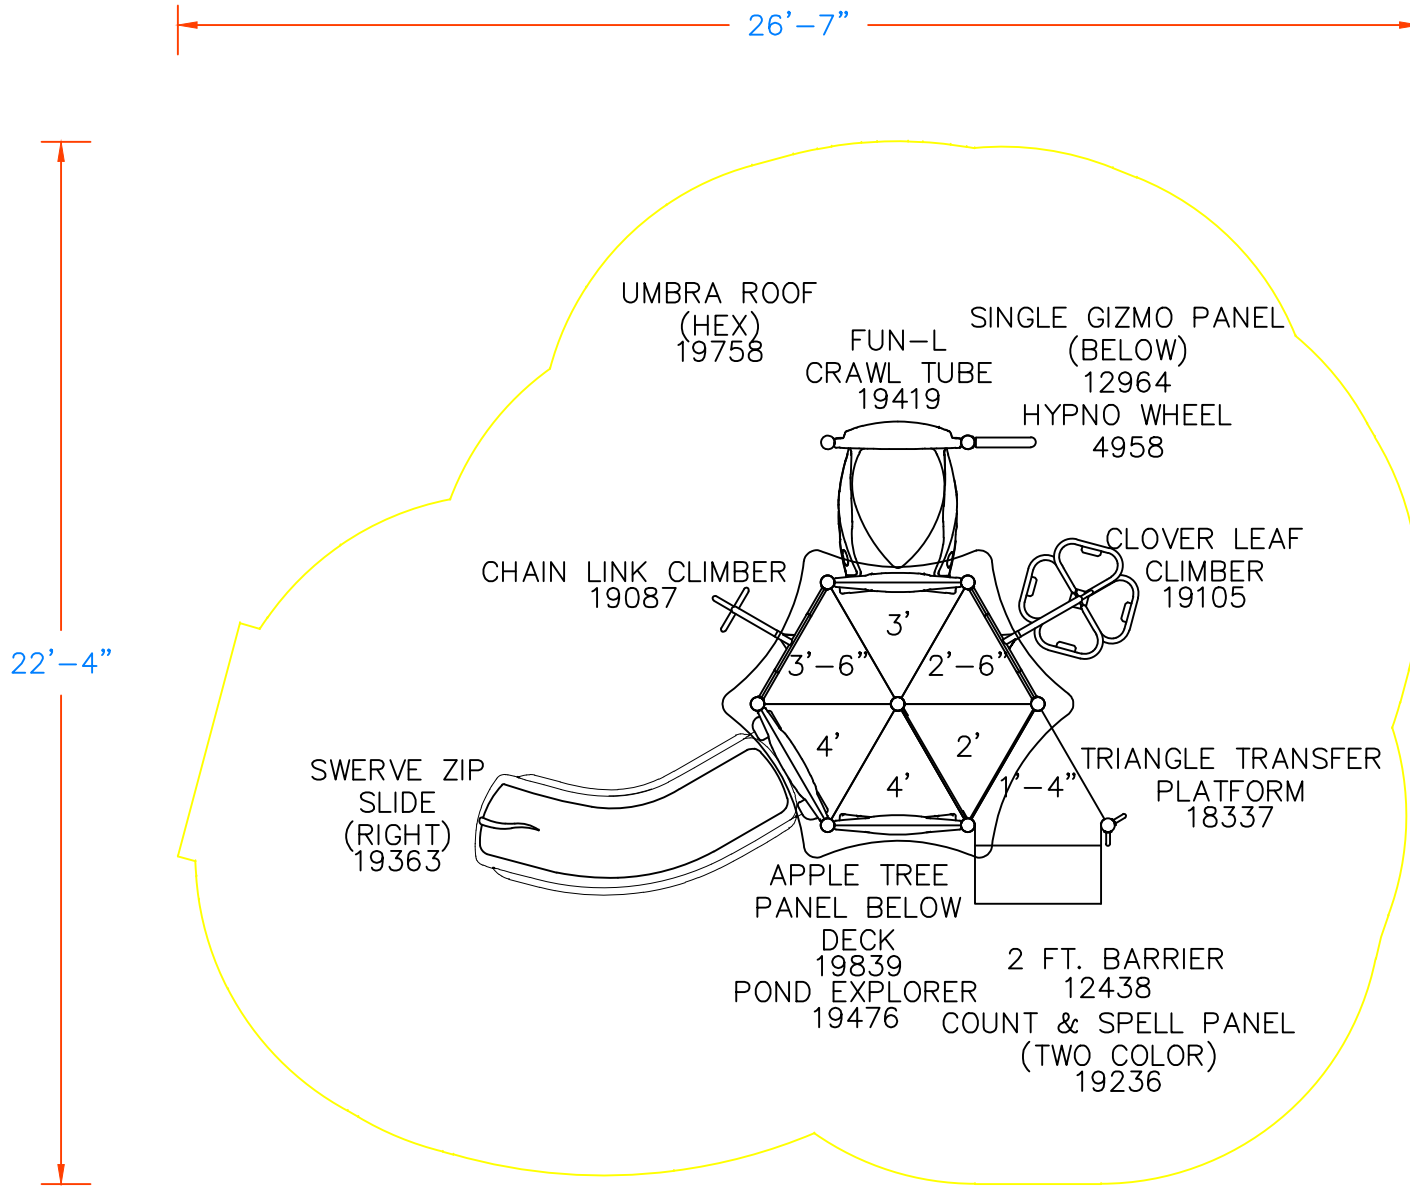 26'-7"
UMBRA ROOF
(HEX)
19758
FUN-L
CRAWL TUBE
19419
SINGLE GIZMO PANEL
(BELOW)
12964
HYPNO WHEEL
4958
CHAIN LINK CLIMBER
19087
CLOVER LEAF
CLIMBER
19105
3'
3'-6"
2'-6"
22'-4"
4'
2'
4'
1'-4"
SWERVE ZIP
SLIDE
(RIGHT)
19363
TRIANGLE TRANSFER
PLATFORM
18337
APPLE TREE
PANEL BELOW
DECK
19839
POND EXPLORER
19476
2 FT. BARRIER
12438
COUNT & SPELL PANEL
(TWO COLOR)
19236